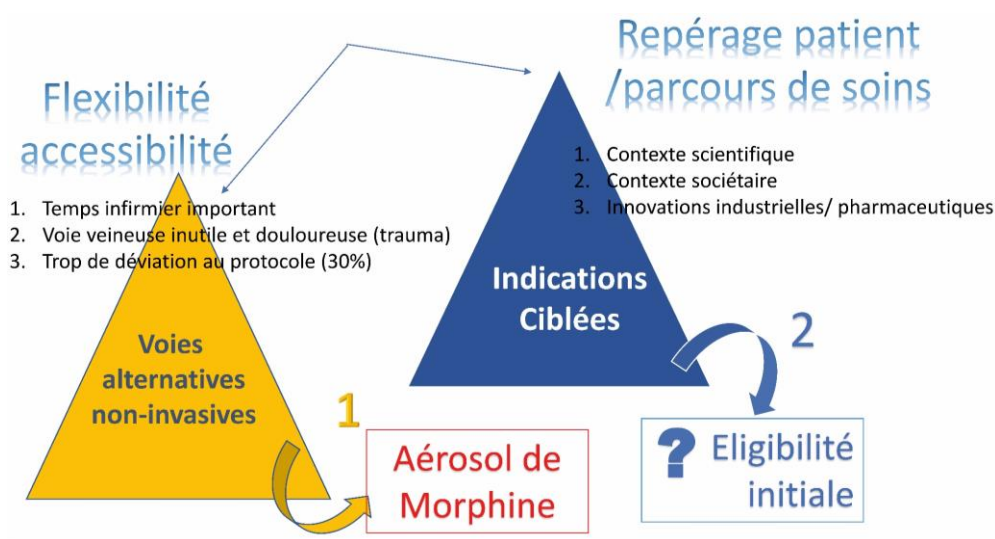 Flexibilité
accessibilité
1. Temps infirmier important
2. Voie veineuse inutile et douloureuse (trauma)
3. Trop de déviation au protocole (30%)
Voies
alternatives
non-invasives
1
Aérosol de
Morphine
Repérage patient
/parcours de soins
1. Contexte scientifique
2. Contexte sociétaire
3. Innovations industrielles/ pharmaceutiques
Indications
Ciblées
2
? Eligibilité
initiale